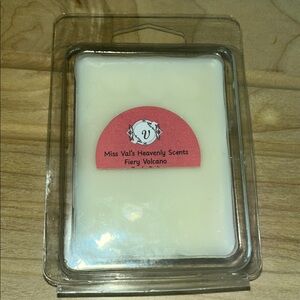 V
Miss Val's Heavenly Scents
Fiery Volcano